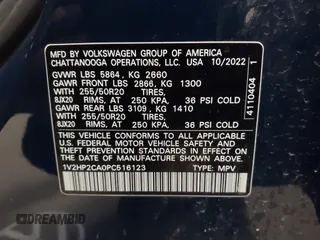 MFD BY VOLKSWAGEN GROUP OF AMERICA
CHATTANOOGA OPERATIONS, LLC. USA 10/2022
GVWR LBS 5864, KG 2660
GAWR FRONT LBS 2866, KG 1300
WITH 255/50R20 TIRES,
8JX20 RIMS, AT 250 KPA, 36 PSI COLD
GAWR REAR LBS 3109, KG 1410
WITH 255/50R20 TIRES,
8JX20 RIMS, AT 250 KPA, 36 PSI COLD
THIS VEHICLE CONFORMS TO ALL APPLICABLE
FEDERAL MOTOR VEHICLE SAFETY AND
THEFT PREVENTION STANDARDS
IN EFFECT ON THE DATE OF
MANUFACTURE SHOWN ABOVE.
1V2HP2CA0PC516123 TYPE: MPV
1
4110404
DREAMBID